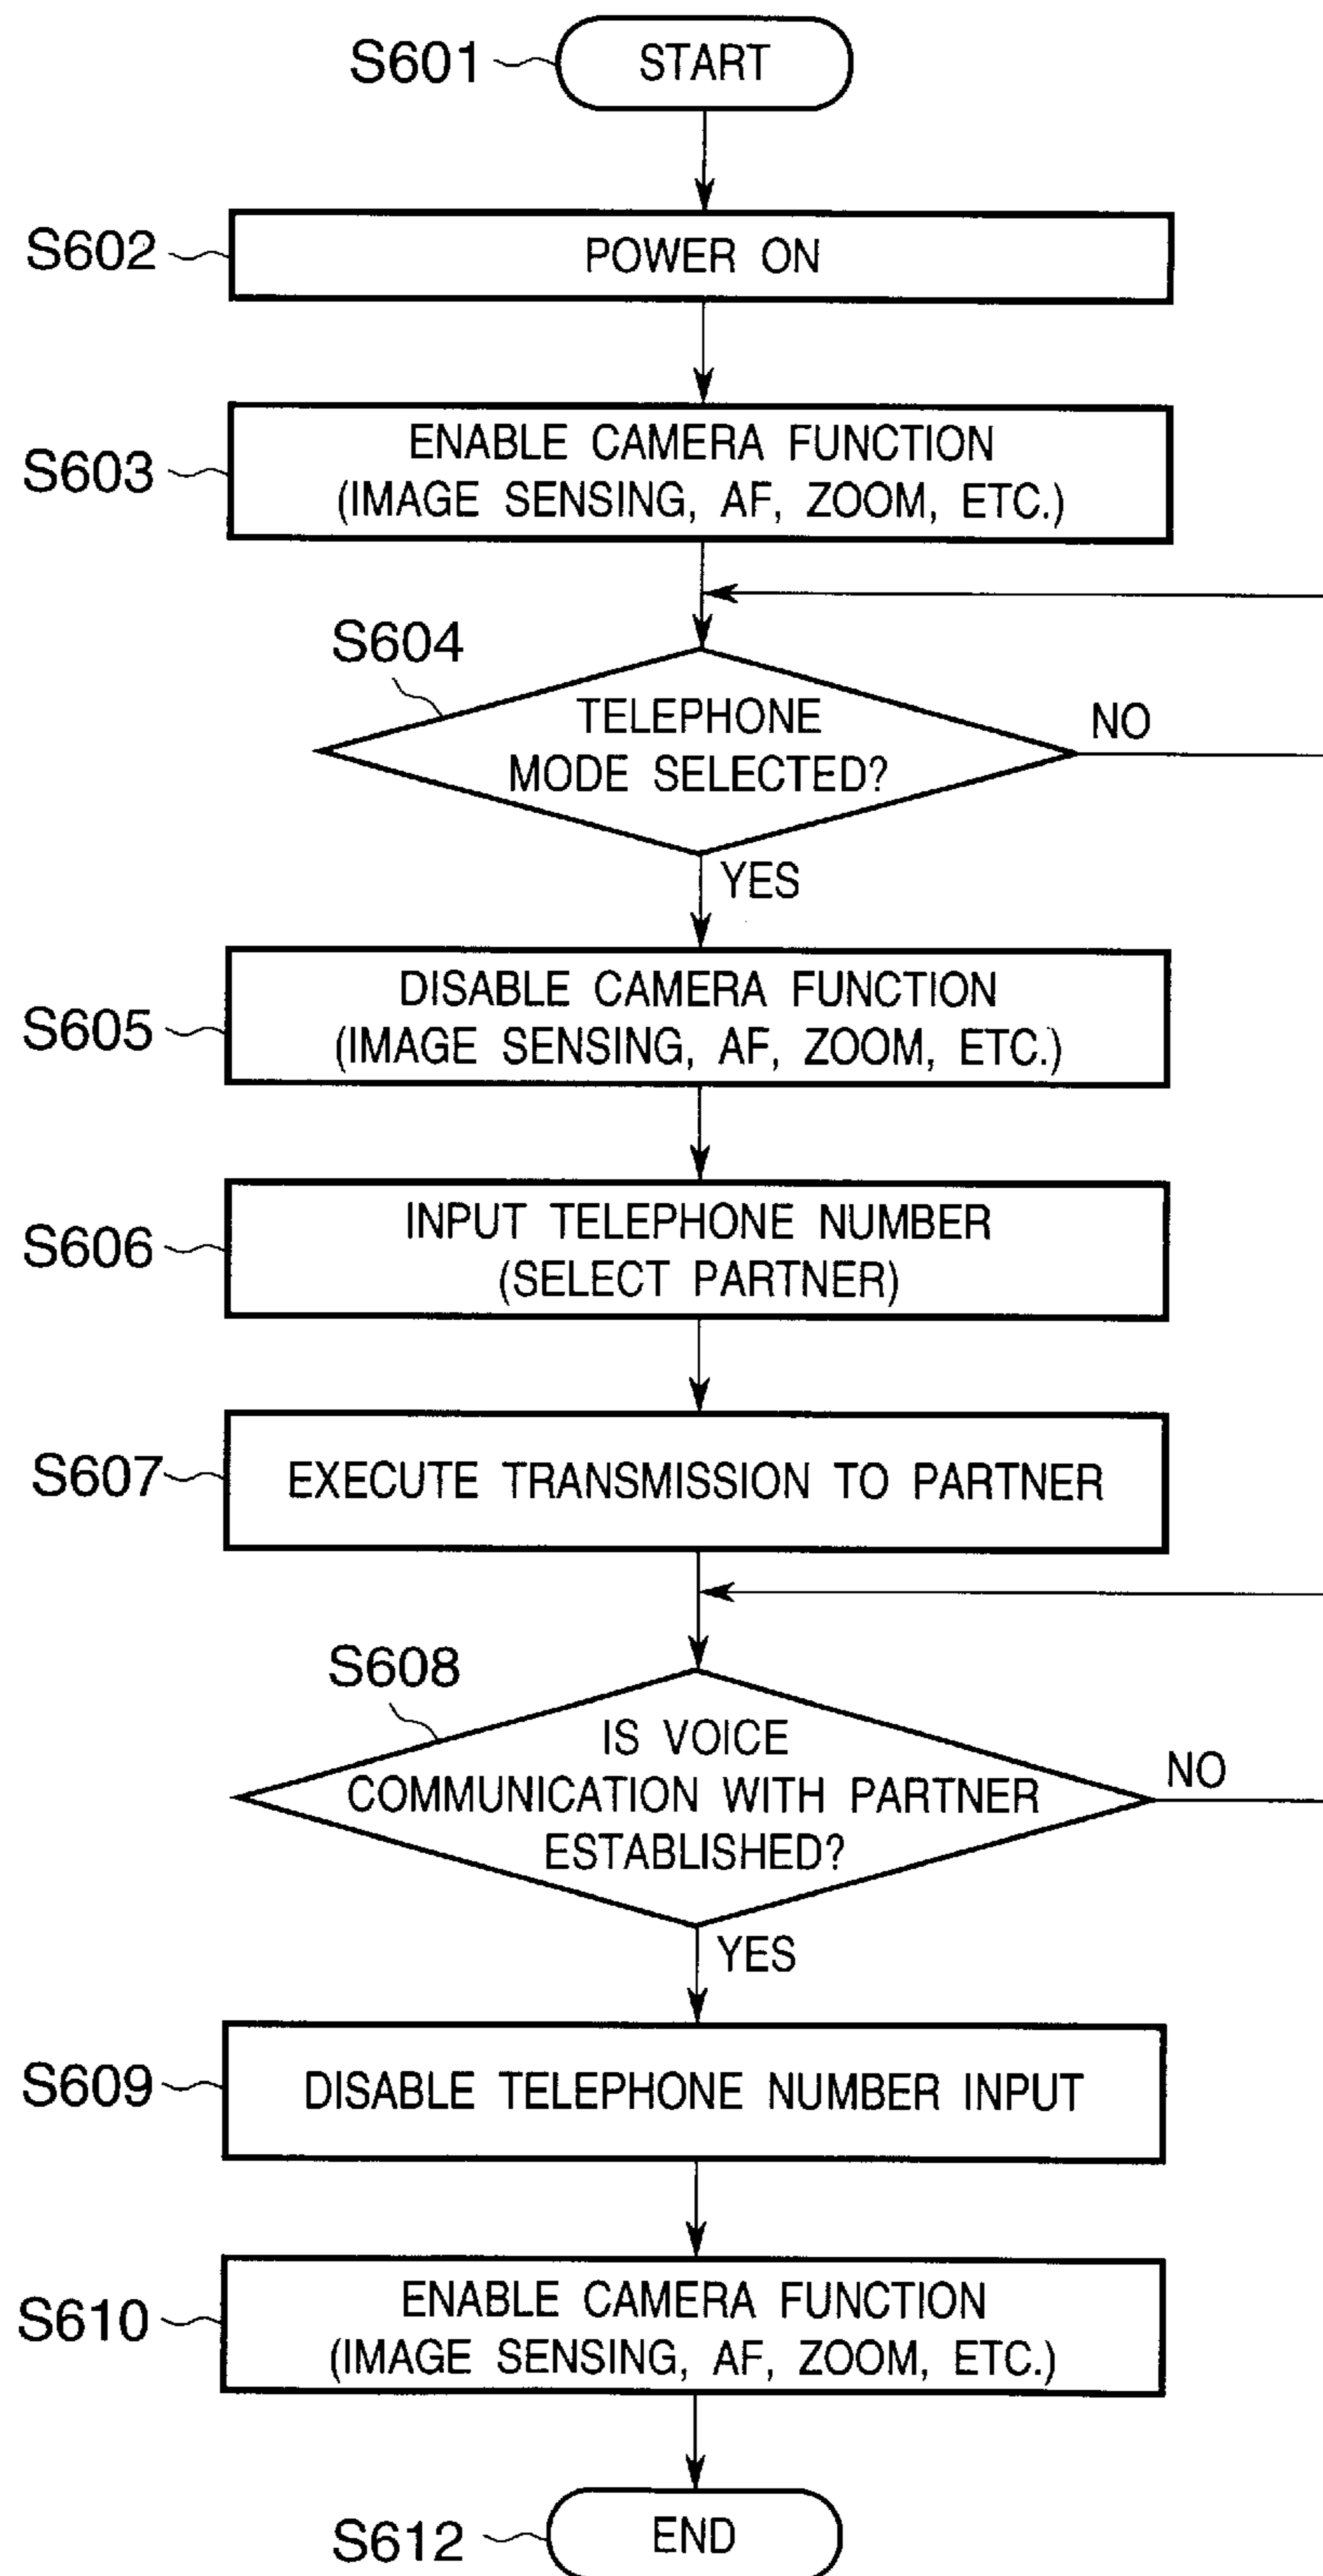 S601
START
S602
POWER ON
S603
ENABLE CAMERA FUNCTION
(IMAGE SENSING, AF, ZOOM, ETC.)
S604
TELEPHONE
MODE SELECTED?
NO
YES
S605
DISABLE CAMERA FUNCTION
(IMAGE SENSING, AF, ZOOM, ETC.)
S606
INPUT TELEPHONE NUMBER
(SELECT PARTNER)
S607
EXECUTE TRANSMISSION TO PARTNER
S608
IS VOICE
COMMUNICATION WITH PARTNER
ESTABLISHED?
NO
YES
S609
DISABLE TELEPHONE NUMBER INPUT
S610
ENABLE CAMERA FUNCTION
(IMAGE SENSING, AF, ZOOM, ETC.)
S612
END